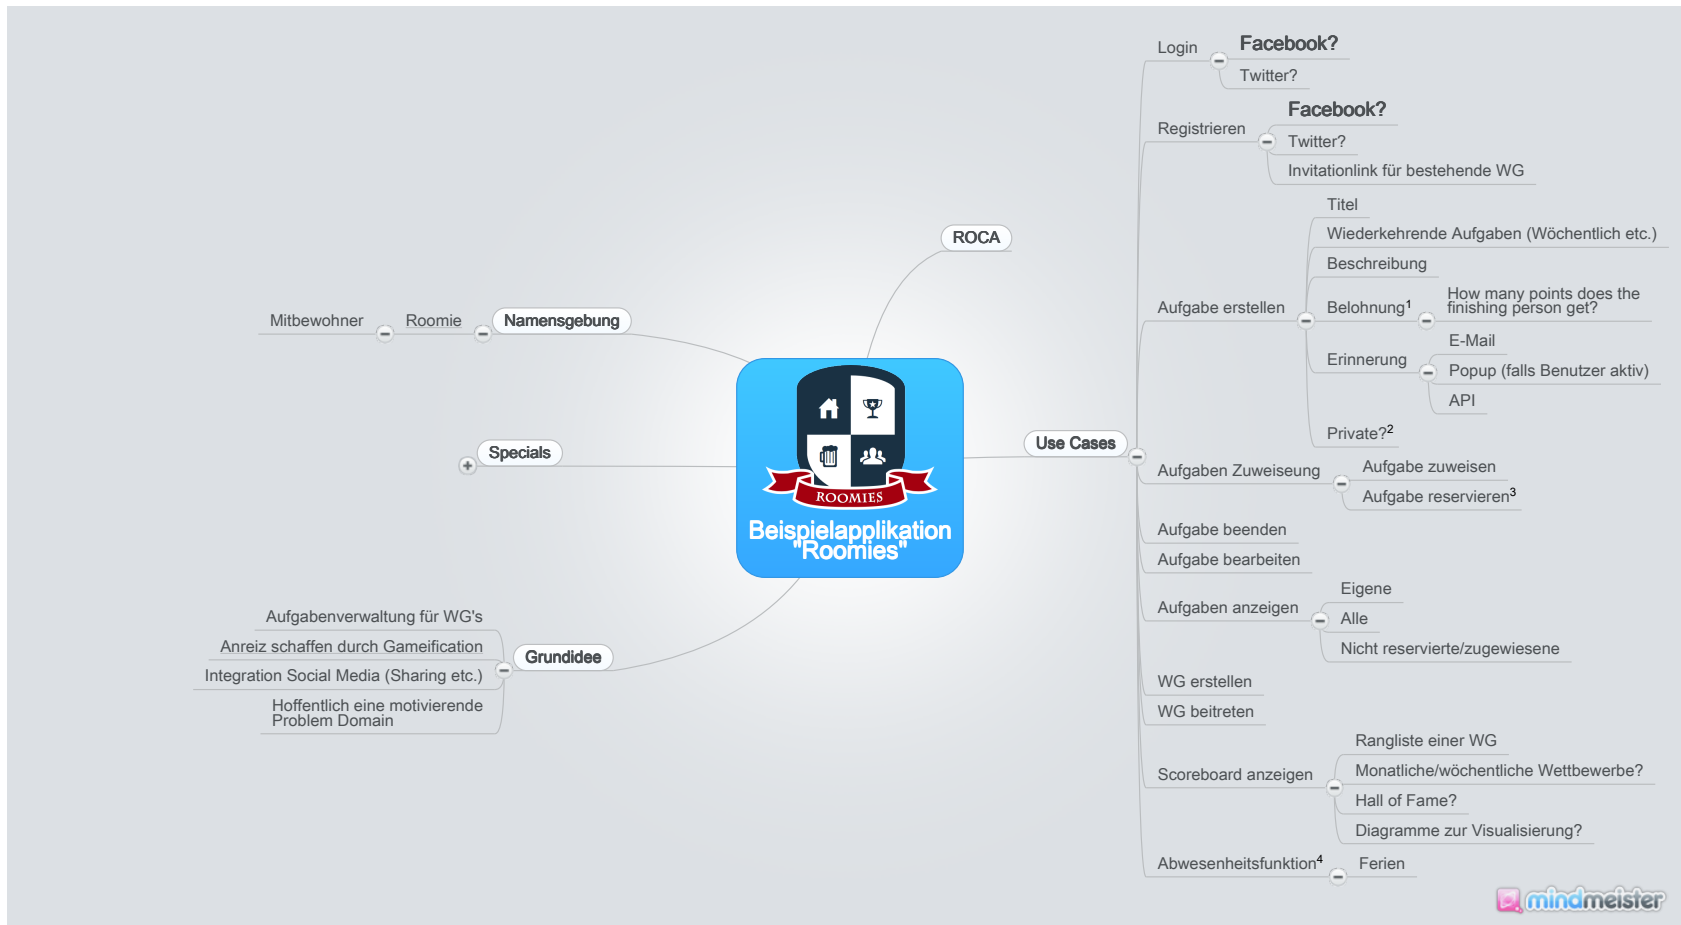 ROCA
Namensgebung
Roomie
Mitbewohner
Specials
Grundidee
Aufgabenverwaltung für WG's
Anreiz schaffen durch Gameification
Integration Social Media (Sharing etc.)
Hoffentlich eine motivierende
Problem Domain
ROOMIES
Beispielapplikation
"Roomies"
Use Cases
Login
Facebook?
Twitter?
Registrieren
Facebook?
Twitter?
Invitationlink für bestehende WG
Aufgabe erstellen
Titel
Wiederkehrende Aufgaben (Wöchentlich etc.)
Beschreibung
Belohnung¹
How many points does the
finishing person get?
Erinnerung
E-Mail
Popup (falls Benutzer aktiv)
API
Private?²
Aufgaben Zuweiseung
Aufgabe zuweisen
Aufgabe reservieren³
Aufgabe beenden
Aufgabe bearbeiten
Aufgaben anzeigen
Eigene
Alle
Nicht reservierte/zugewiesene
WG erstellen
WG beitreten
Scoreboard anzeigen
Rangliste einer WG
Monatliche/wöchentliche Wettbewerbe?
Hall of Fame?
Diagramme zur Visualisierung?
Abwesenheitsfunktion⁴
Ferien
mindmeister